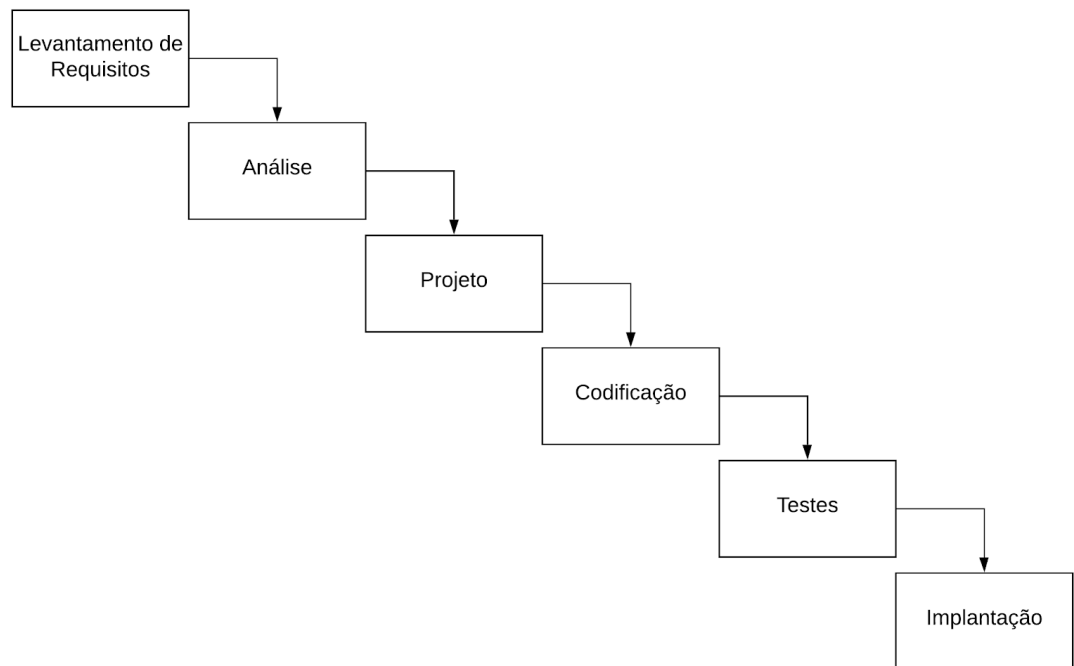 Levantamento de
Requisitos
Análise
Projeto
Codificação
Testes
Implantação